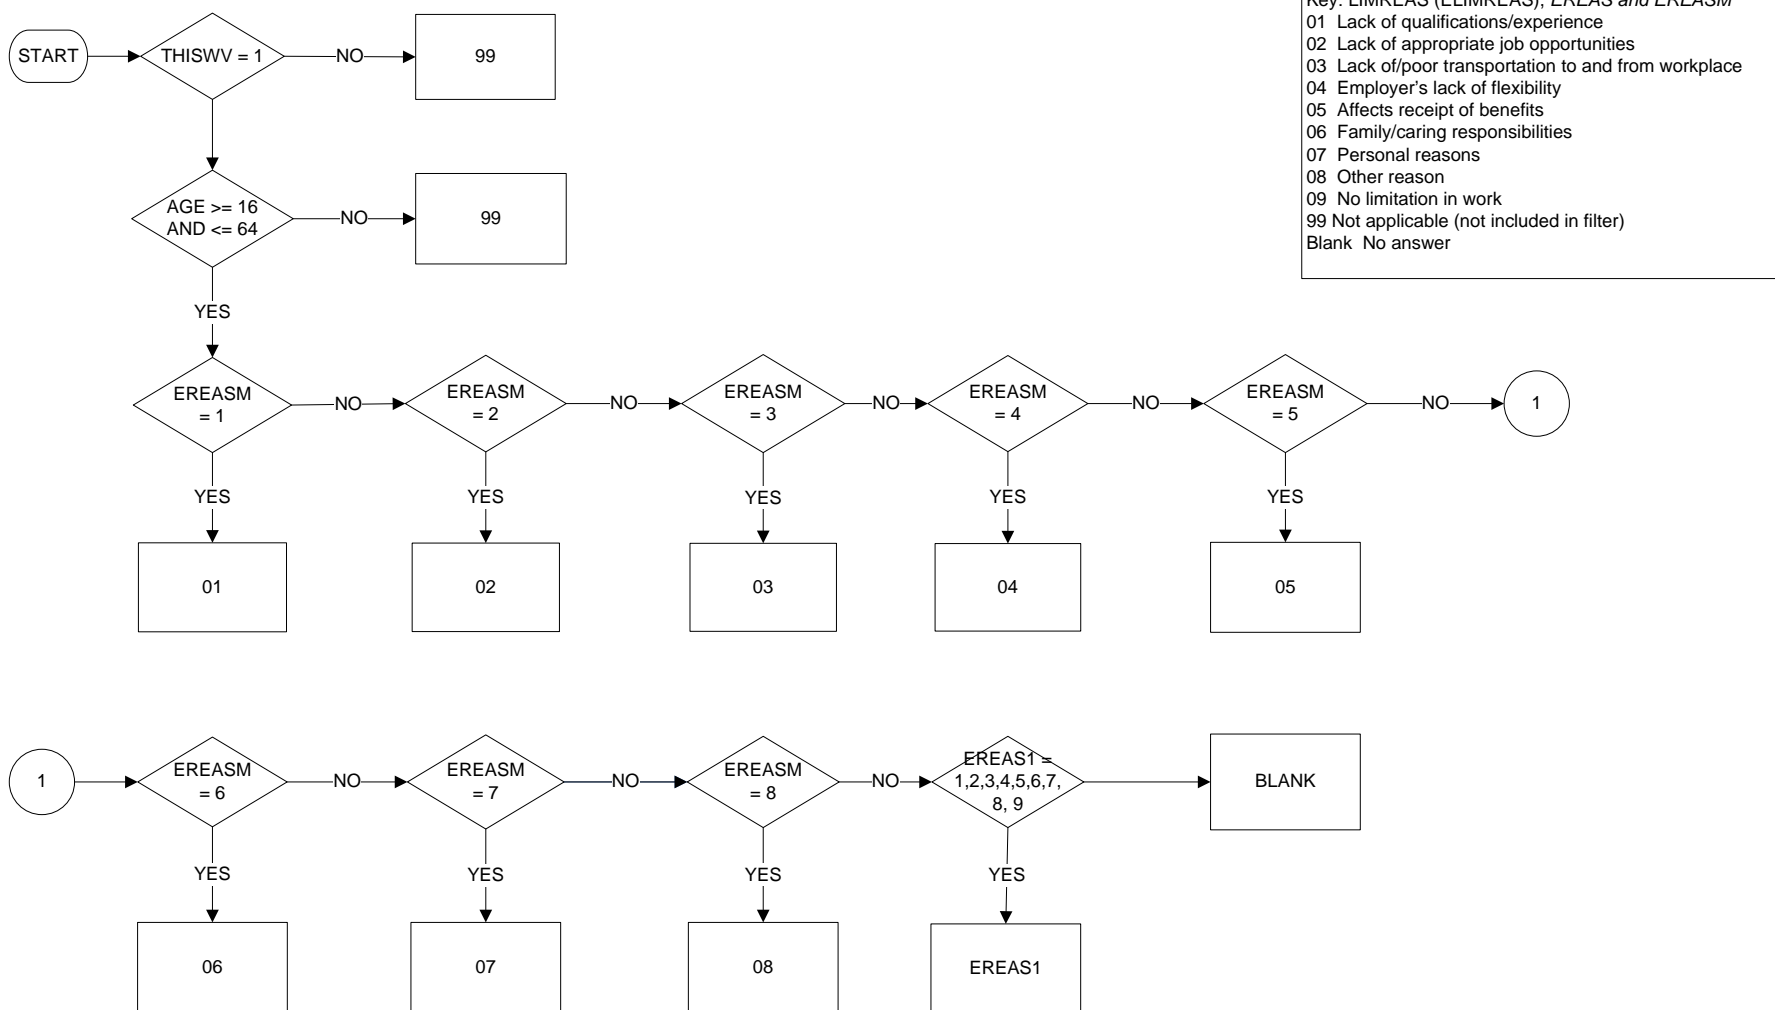 Key: LIMREAS (ELIMREAS), EREAS and EREASM
01 Lack of qualifications/experience
02 Lack of appropriate job opportunities
03 Lack of/poor transportation to and from workplace
04 Employer's lack of flexibility
05 Affects receipt of benefits
06 Family/caring responsibilities
07 Personal reasons
08 Other reason
09 No limitation in work
99 Not applicable (not included in filter)
Blank No answer
START
THISWV = 1
NO
99
AGE >= 16
AND <= 64
NO
99
YES
EREASM
= 1
NO
EREASM
= 2
NO
EREASM
= 3
NO
EREASM
= 4
NO
EREASM
= 5
NO
1
YES
YES
YES
YES
YES
01
02
03
04
05
1
EREASM
= 6
NO
EREASM
= 7
NO
EREASM
= 8
NO
EREAS1 =
1,2,3,4,5,6,7,
8, 9
BLANK
YES
YES
YES
YES
06
07
08
EREAS1